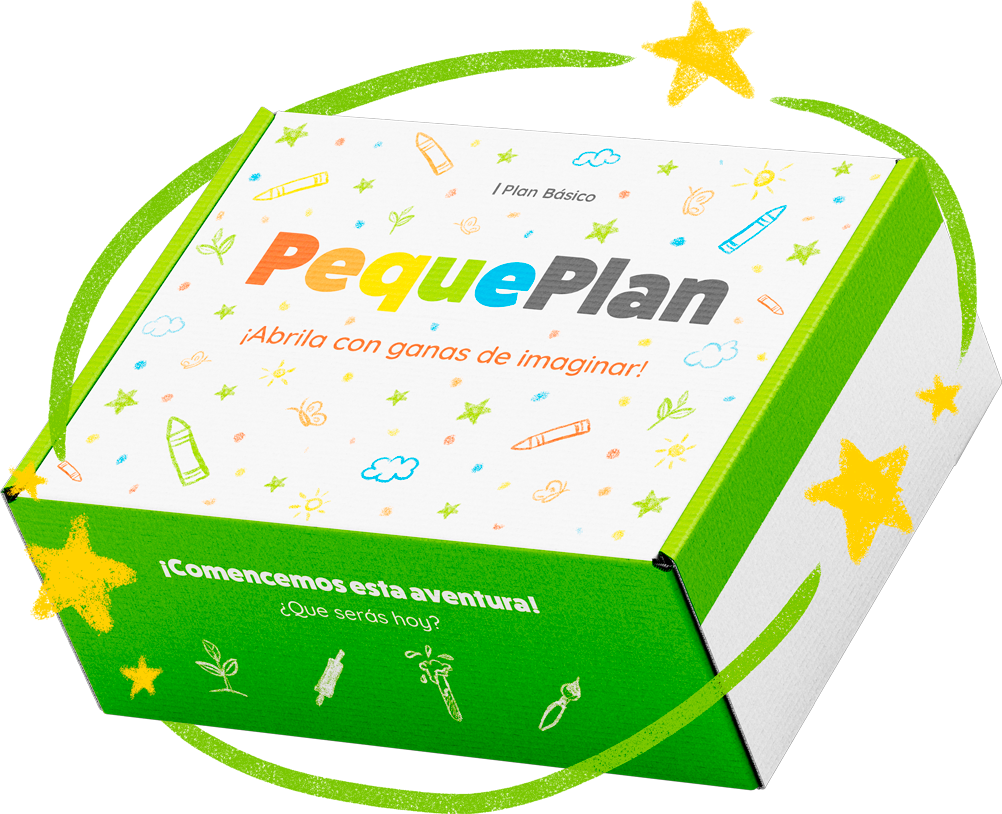 | Plan Básico
PequePlan
¡Abrila con ganas de imaginar!
¡Comencemos esta aventura!
¿Que serás hoy?